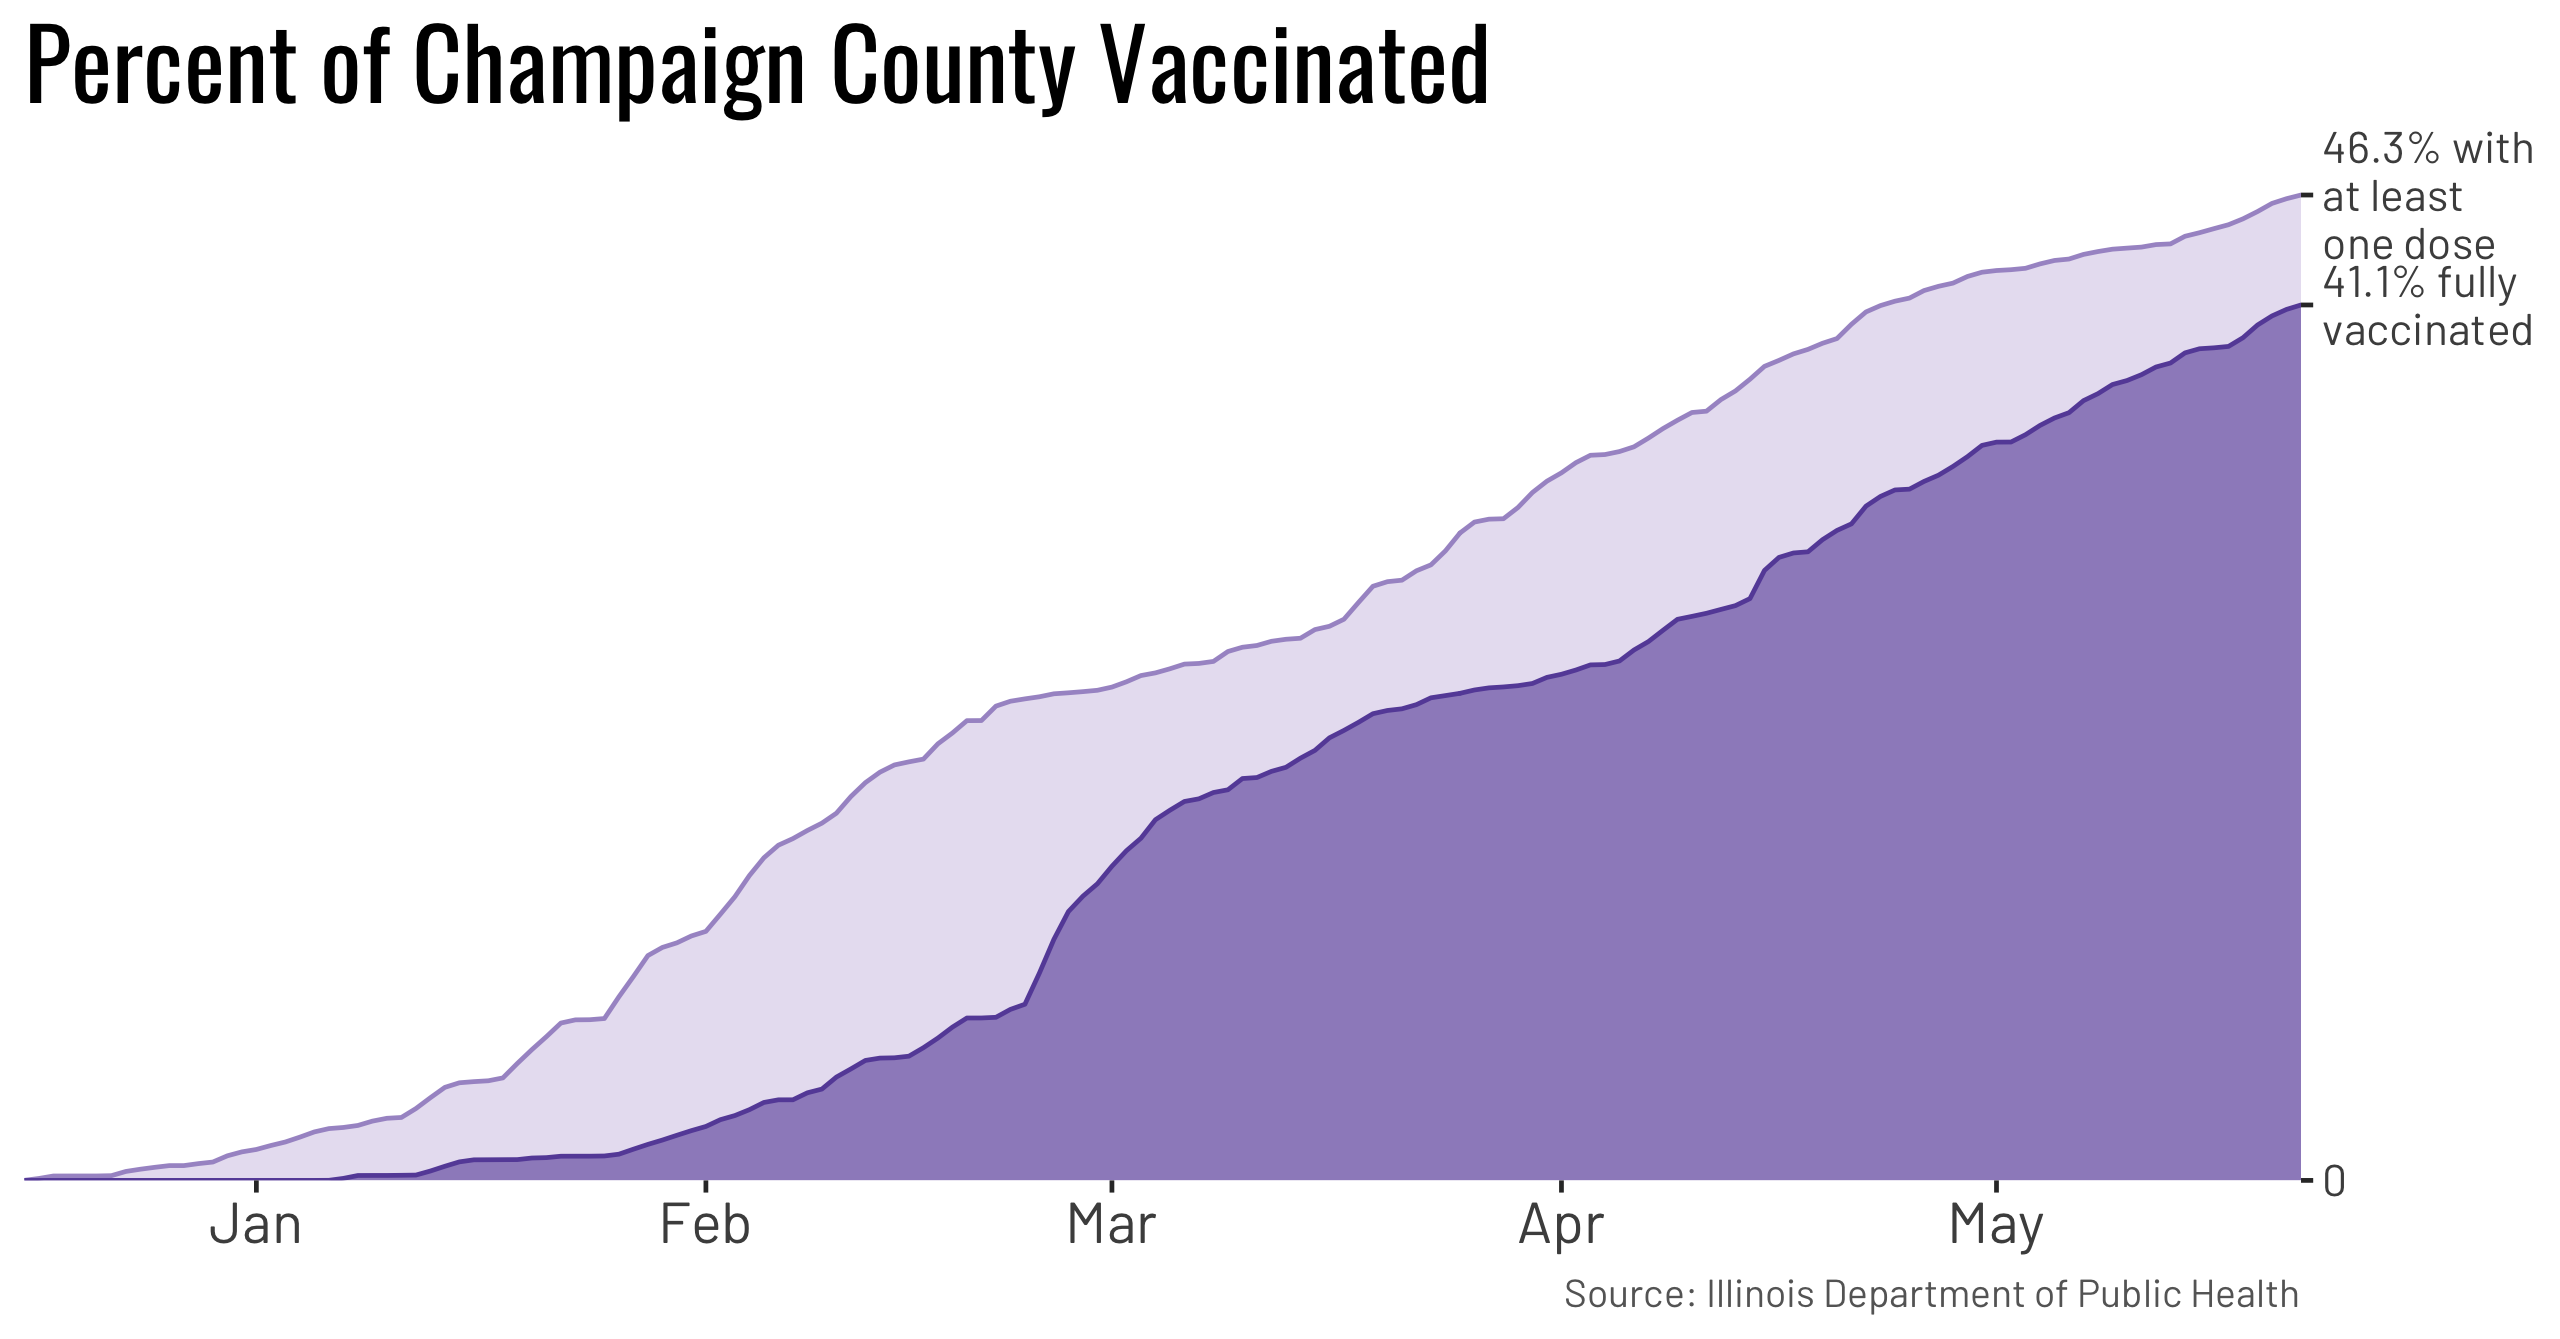 Percent of Champaign County Vaccinated
46.3% with
at least
one dose
41.1% fully
vaccinated
0
Jan Feb Mar Apr May
Source: Illinois Department of Public Health